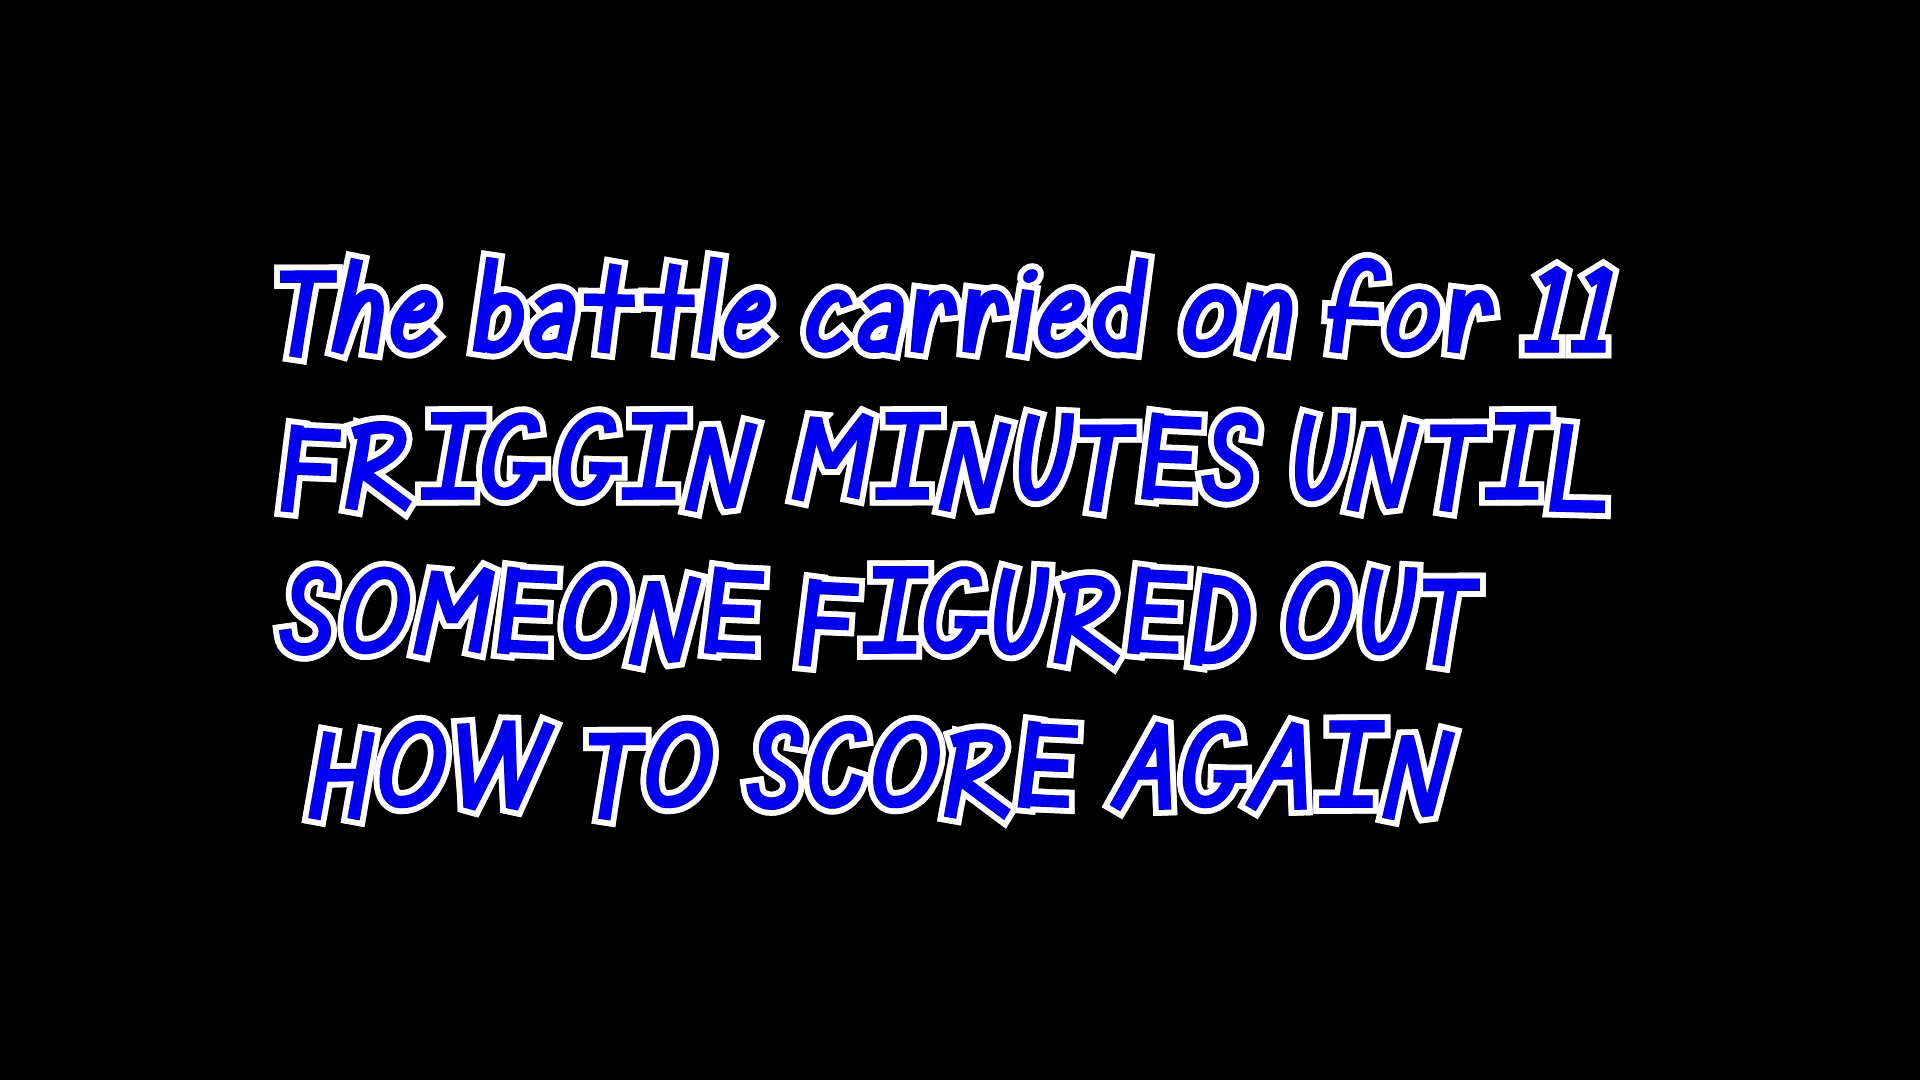 The battle carried on for 11
FRIGGIN MINUTES UNTIL
SOMEONE FIGURED OUT
HOW TO SCORE AGAIN